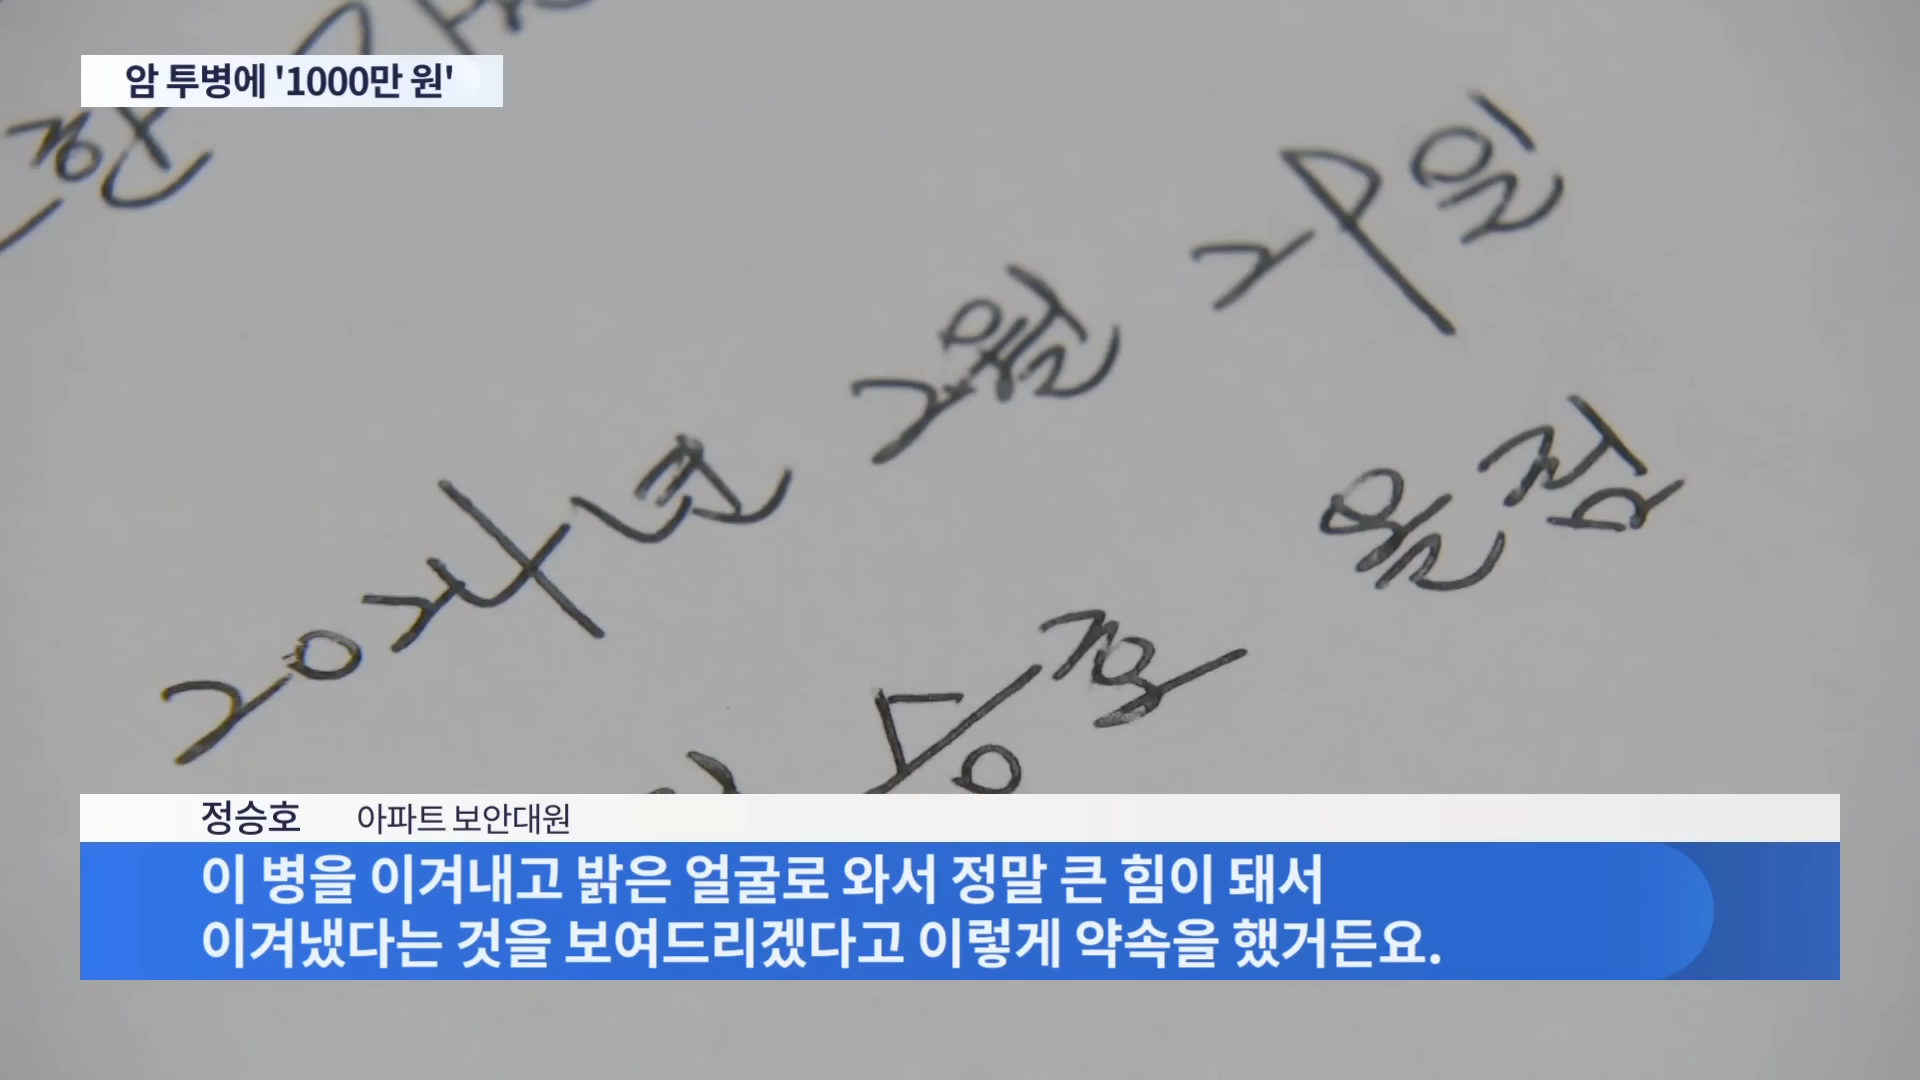 암 투병에 '1000만 원'
2024년 2월 29일
정승호 아파트 보안대원
이 병을 이겨내고 밝은 얼굴로 와서 정말 큰 힘이 돼서
이겨냈다는 것을 보여드리겠다고 이렇게 약속을 했거든요.